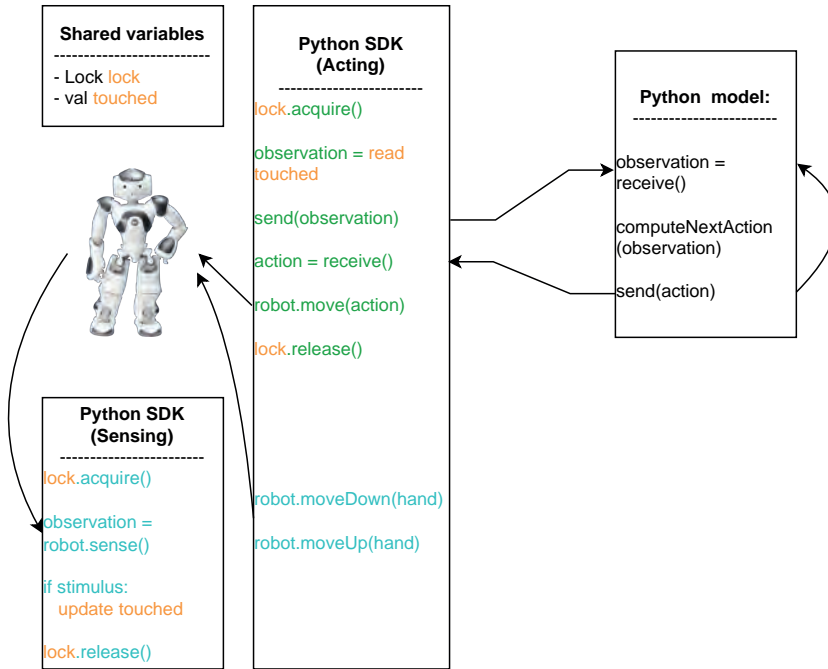 Shared variables
--------------------------
- Lock lock
- val touched
Python SDK
(Acting)
------------------------
lock.acquire()
observation = read
touched
send(observation)
action = receive()
robot.move(action)
lock.release()
robot.moveDown(hand)
robot.moveUp(hand)
Python model:
-----------------------
observation =
receive()
computeNextAction
(observation)
send(action)
Python SDK
(Sensing)
-------------------------
lock.acquire()
observation =
robot.sense()
if stimulus:
update touched
lock.release()